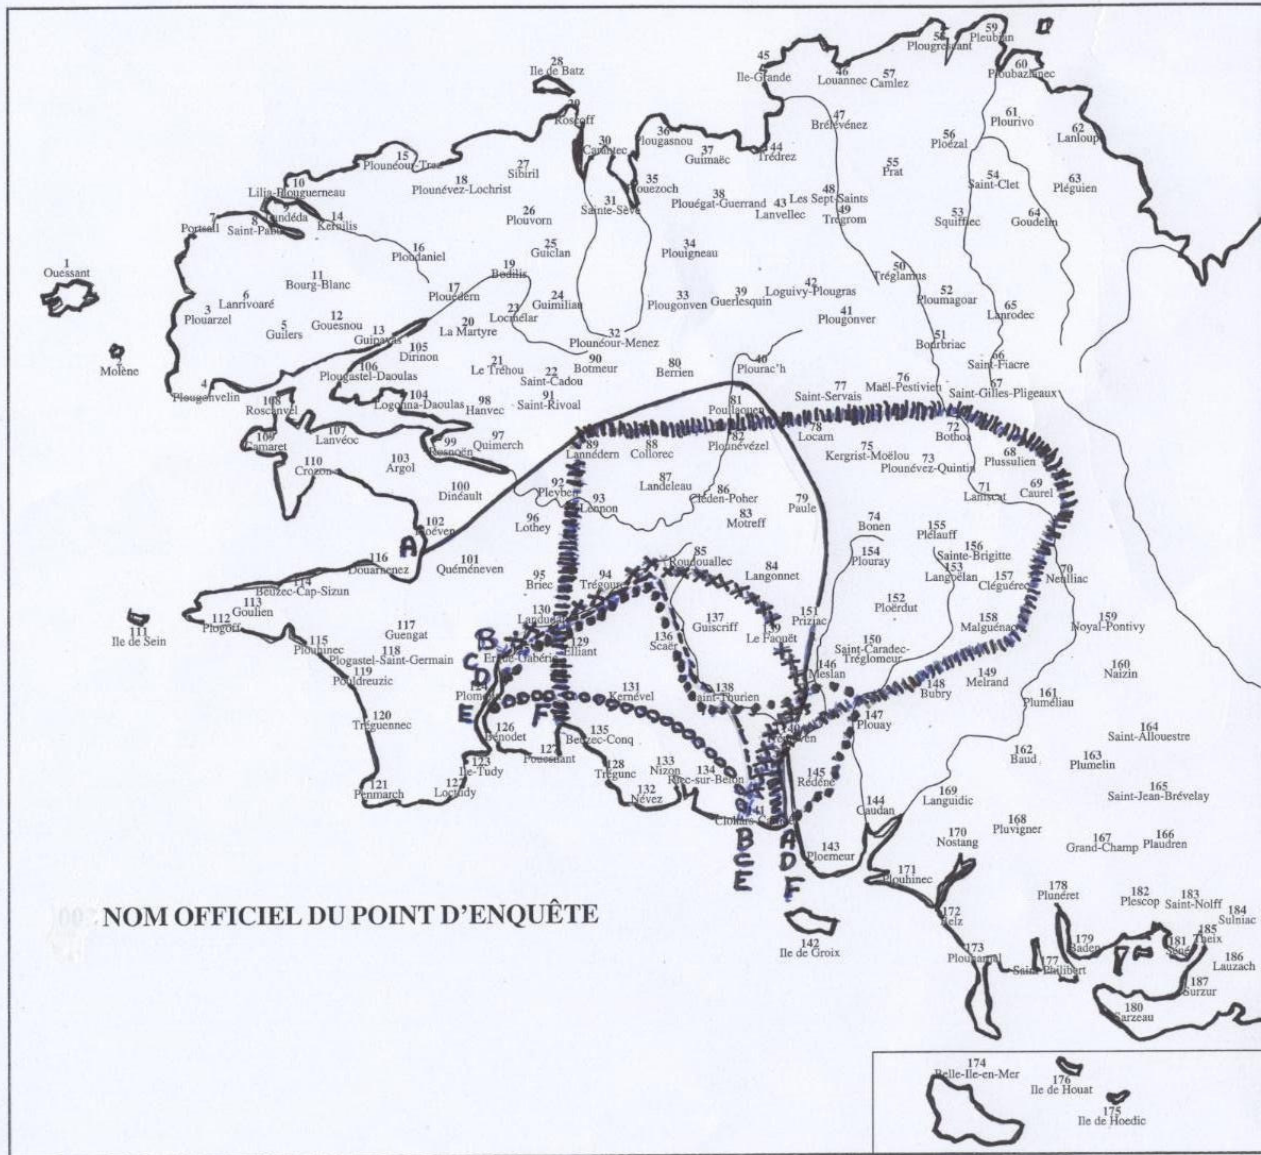 28
Ile de Batz
59
Pleubian
58
Plougrescant
45
Ile-Grande
46
Louannec
57
Camlez
60
Ploubazlanec
29
Roscoff
30
Carantec
36
Plougasnou
37
Guimaëc
44
Trédrez
47
Brélévénez
56
Ploëzal
61
Plourivo
62
Lanloup
15
Plounéour-Trez
27
Sibiril
10
Lilia-Plouguerneau
18
Plounévez-Lochrist
35
Plouezoch
38
Plouégat-Guerrand
43
Lanvellec
48
Les Sept-Saints
55
Prat
54
Saint-Clet
63
Pléguien
7
Portsall
8
Saint-Pabu
Landéda
14
Kernilis
26
Plouvorn
31
Sainte-Sève
49
Trégrom
53
Squiffiec
64
Goudelin
1
Ouessant
16
Ploudaniel
25
Guiclan
34
Plouigneau
19
Bodilis
50
Tréglamus
11
Bourg-Blanc
6
Lanrivoaré
3
Plouarzel
17
Plouédern
24
Guimiliau
33
Plougonven
39
Guerlesquin
42
Loguivy-Plougras
52
Ploumagoar
65
Lanrodec
5
Guilers
12
Gouesnou
13
Guipavas
20
La Martyre
23
Locmélar
41
Plougonver
32
Plounéour-Menez
51
Bourbriac
2
Molène
105
Dirinon
106
Plougastel-Daoulas
21
Le Tréhou
22
Saint-Cadou
90
Botmeur
80
Berrien
40
Plourac'h
66
Saint-Fiacre
4
Plougonvelin
108
Roscanvel
104
Logonna-Daoulas
98
Hanvec
91
Saint-Rivoal
81
Poullaouen
77
Saint-Servais
76
Maël-Pestivien
67
Saint-Gilles-Pligeaux
109
Camaret
107
Lanvéoc
99
Rosnoën
97
Quimerch
89
Lannédern
88
Collorec
82
Plounévézel
78
Locarn
75
Kergrist-Moëlou
72
Bothoa
68
Plussulien
110
Crozon
103
Argol
100
Dinéault
92
Pleyben
93
Lennon
87
Landeleau
86
Cléden-Poher
73
Plounévez-Quintin
71
Laniscat
69
Caurel
102
Ploéven
A
96
Lothey
83
Motreff
79
Paule
74
Bonen
155
Plélauff
156
Sainte-Brigitte
116
Douarnenez
101
Quéméneven
95
Briec
94
Trégourez
85
Roudouallec
84
Langonnet
154
Plouray
153
Langoëlan
157
Cléguérec
70
Neulliac
114
Beuzec-Cap-Sizun
113
Goulien
112
Plogoff
111
Ile de Sein
115
Plouhinec
117
Guengat
118
Plogastel-Saint-Germain
119
Pouldreuzic
130
Landudal
B
Ergué-Gabéric
129
Elliant
136
Scaër
137
Guiscriff
139
Le Faouët
151
Priziac
152
Ploërdut
158
Malguénac
159
Noyal-Pontivy
150
Saint-Caradec-
Trégomeur
C
D
E
F
124
Plomelin
131
Kernével
138
Saint-Thurien
146
Meslan
148
Bubry
149
Melrand
160
Naizin
161
Pluméliau
120
Tréguennec
126
Bénodet
127
Fouesnant
135
Beuzec-Conq
147
Plouay
164
Saint-Allouestre
123
Ile-Tudy
128
Trégunc
133
Nizon
134
Riec-sur-Belon
145
Rédené
162
Baud
163
Plumelin
121
Penmarch
122
Loctudy
132
Névez
141
144
Caudan
169
Languidic
165
Saint-Jean-Brévelay
143
Ploemeur
170
Nostang
168
Pluvigner
167
Grand-Champ
166
Plaudren
B
C
E
A
D
F
NOM OFFICIEL DU POINT D'ENQUÊTE
142
Ile de Groix
171
Plouhinec
172
Belz
173
Plouharnel
178
Pluneret
182
Plescop
183
Saint-Nolff
184
Sulniac
179
Baden
181
Séné
185
Theix
177
Saint-Philibert
186
Lauzach
187
Surzur
180
Sarzeau
174
Belle-Ile-en-Mer
176
Ile de Houat
175
Ile de Hoedic